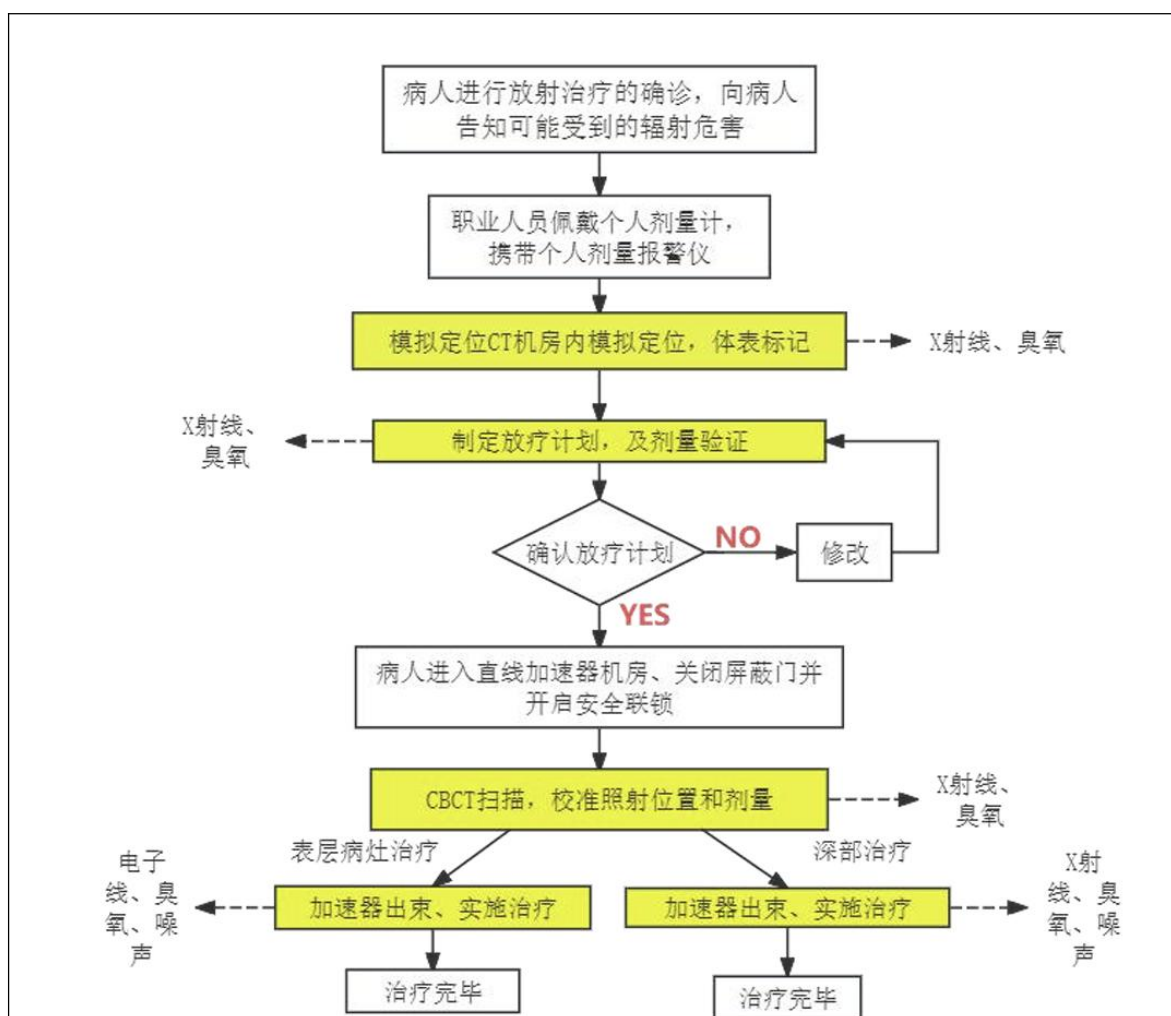 病人进行放射治疗的确诊，向病人
告知可能受到的辐射危害
职业人员佩戴个人剂量计，
携带个人剂量报警仪
模拟定位CT机房内模拟定位，体表标记
X射线、臭氧
X射线、
臭氧
制定放疗计划，及剂量验证
确认放疗计划
NO
修改
YES
病人进入直线加速器机房、关闭屏蔽门并
开启安全联锁
CBCT扫描，校准照射位置和剂量
X射线、
臭氧
表层病灶治疗
深部治疗
电子
线、臭
氧、噪
声
加速器出束、实施治疗
加速器出束、实施治疗
X射
线、臭
氧、噪
声
治疗完毕
治疗完毕